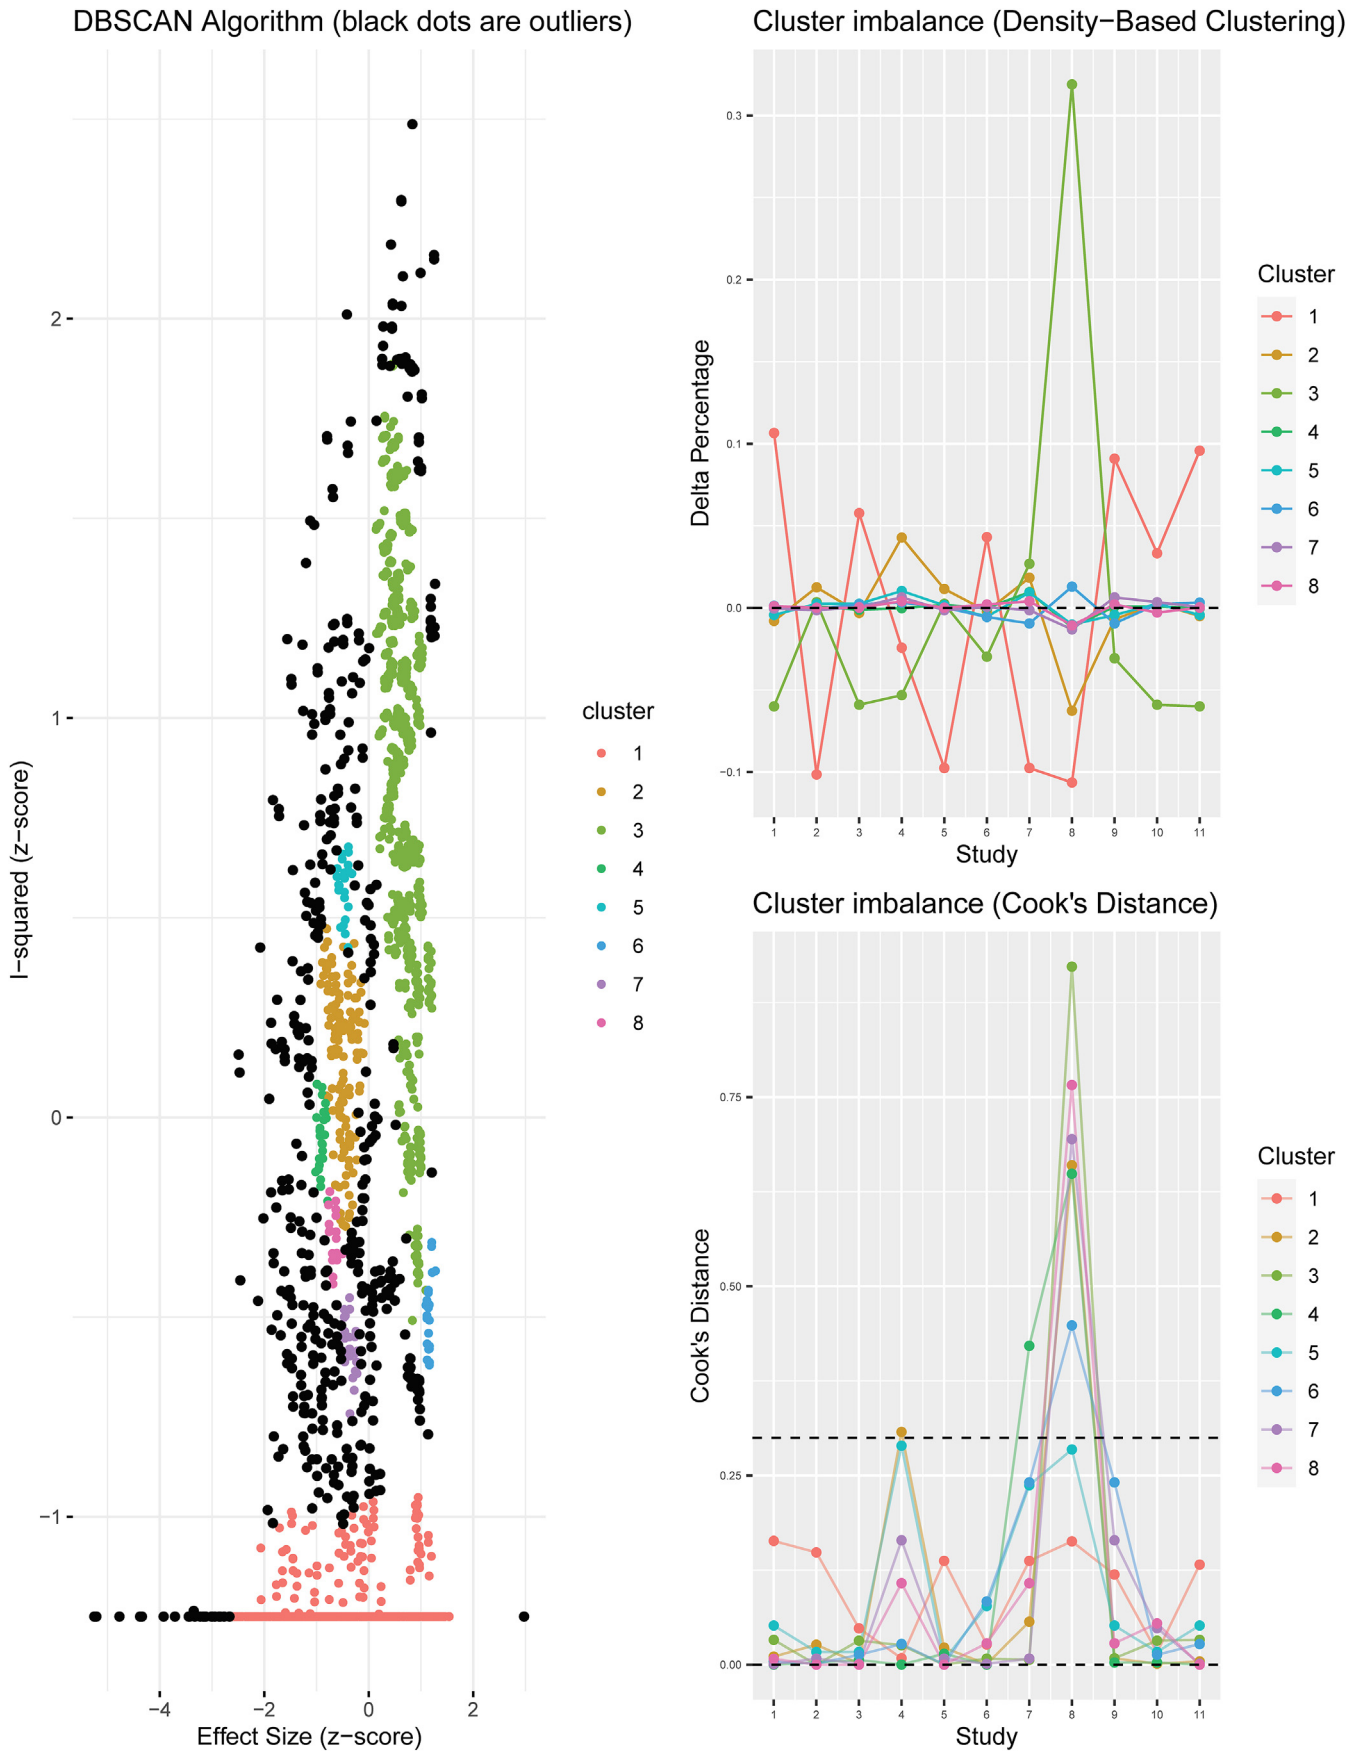 DBSCAN Algorithm (black dots are outliers)
I−squared (z−score)
2
1
0
−1
−4
−2
0
2
Effect Size (z−score)
cluster
1
2
3
4
5
6
7
8
Cluster imbalance (Density−Based Clustering)
Delta Percentage
0.3
0.2
0.1
0.0
−0.1
1 2 3 4 5 6 7 8 9 10 11
Study
Cluster
1
2
3
4
5
6
7
8
Cluster imbalance (Cook's Distance)
Cook's Distance
0.75
0.50
0.25
0.00
1 2 3 4 5 6 7 8 9 10 11
Study
Cluster
1
2
3
4
5
6
7
8